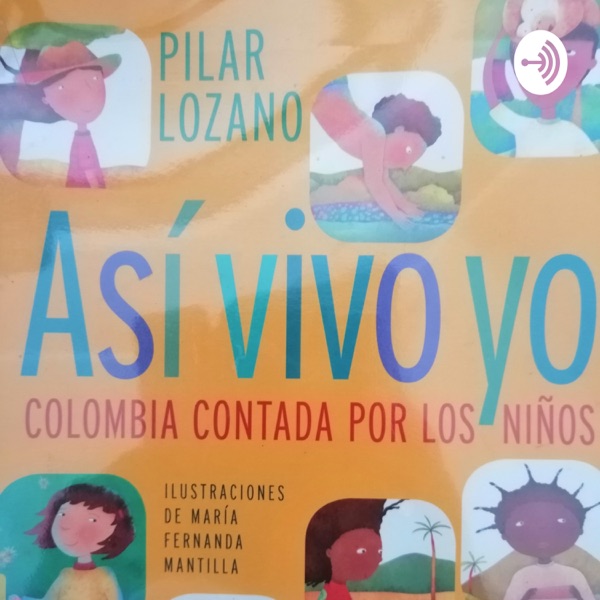 PILAR
LOZANO
Así vivo yo
COLOMBIA CONTADA POR LOS NIÑOS
ILUSTRACIONES
DE MARÍA
FERNANDA
MANTILLA